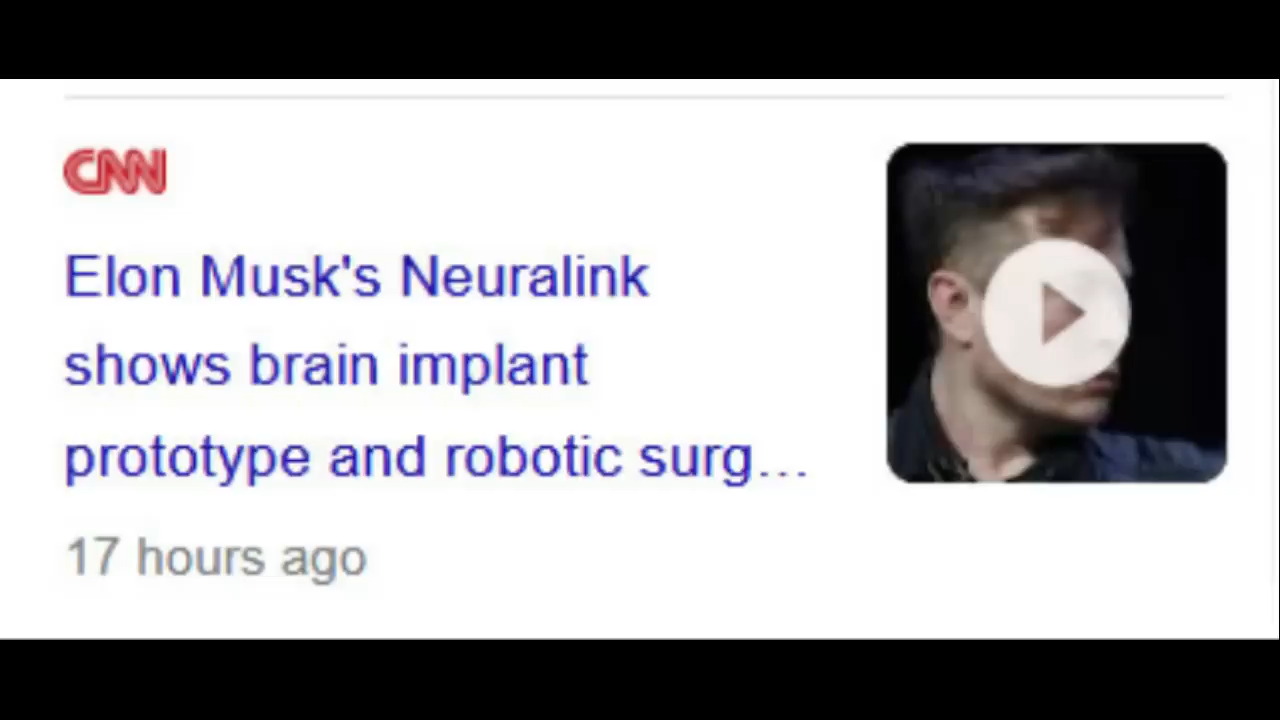 CNN
Elon Musk's Neuralink
shows brain implant
prototype and robotic surg...
17 hours ago